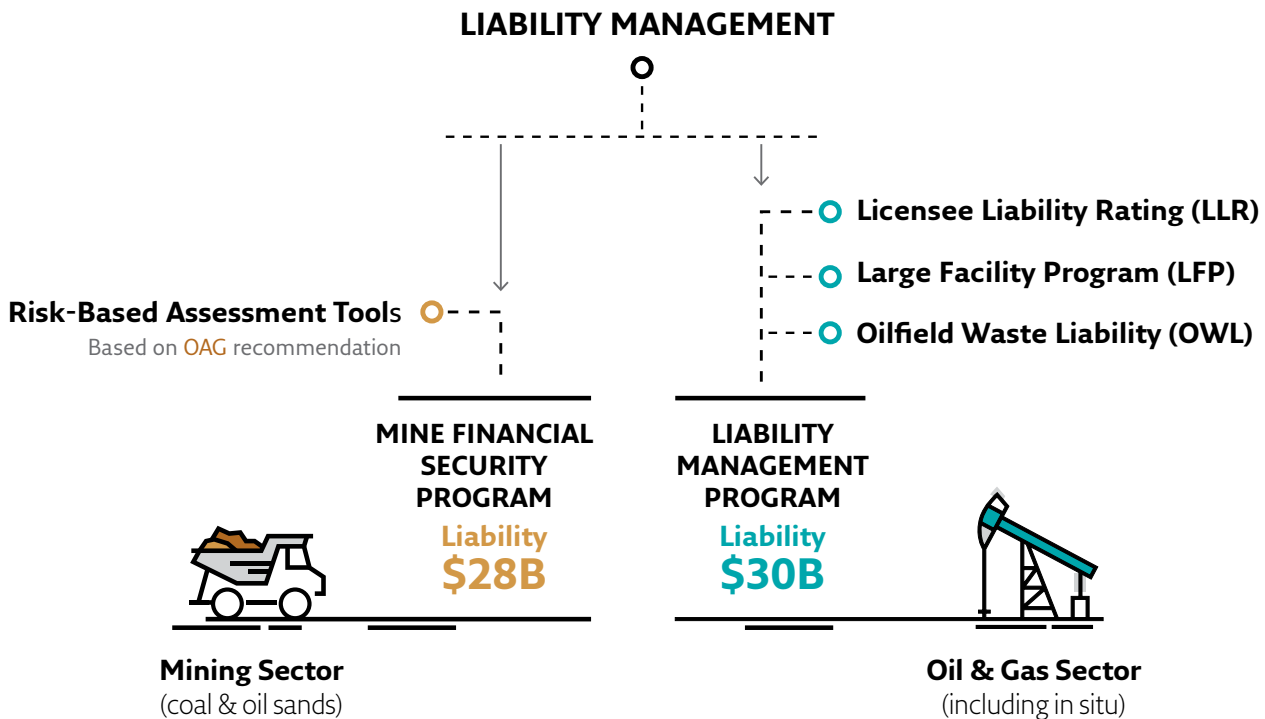 LIABILITY MANAGEMENT
Licensee Liability Rating (LLR)
Large Facility Program (LFP)
Oilfield Waste Liability (OWL)
Risk-Based Assessment Tools
Based on OAG recommendation
MINE FINANCIAL
SECURITY
PROGRAM
Liability
$28B
LIABILITY
MANAGEMENT
PROGRAM
Liability
$30B
Mining Sector
(coal & oil sands)
Oil & Gas Sector
(including in situ)